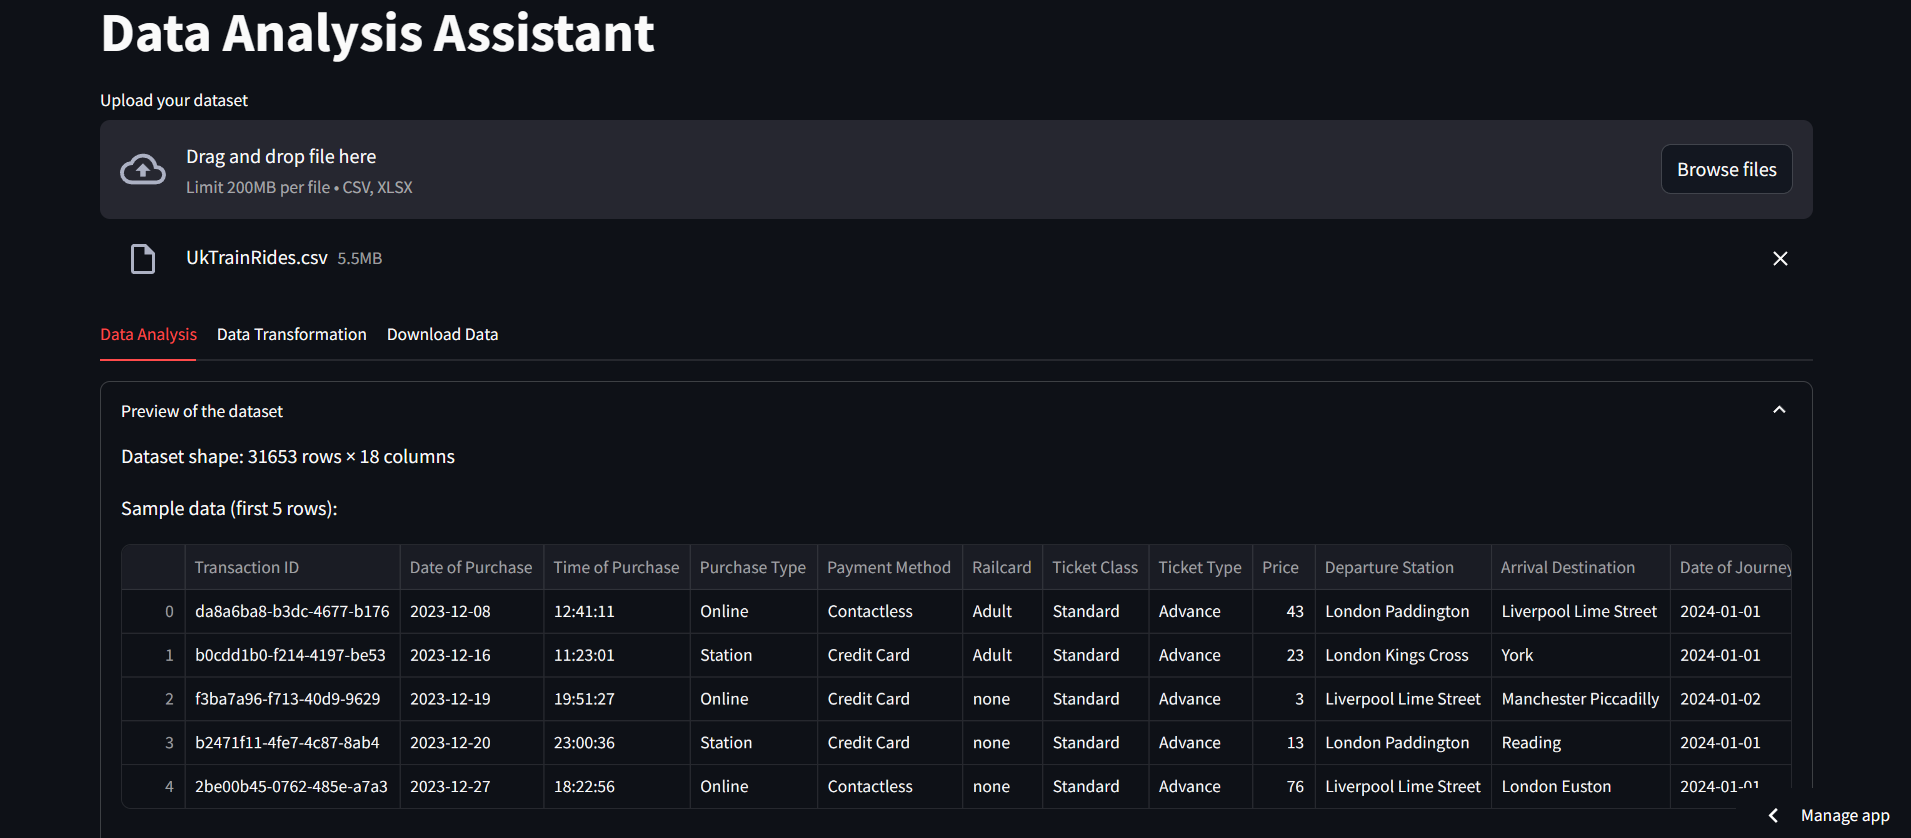 Data Analysis Assistant
Upload your dataset
Drag and drop file here
Limit 200MB per file • CSV, XLSX
Browse files
UkTrainRides.csv 5.5MB
Data Analysis Data Transformation Download Data
Preview of the dataset
Dataset shape: 31653 rows × 18 columns
Sample data (first 5 rows):
Transaction ID Date of Purchase Time of Purchase Purchase Type Payment Method Railcard Ticket Class Ticket Type Price Departure Station Arrival Destination Date of Journey
0 da8a6ba8-b3dc-4677-b176 2023-12-08 12:41:11 Online Contactless Adult Standard Advance 43 London Paddington Liverpool Lime Street 2024-01-01
1 b0cdd1b0-f214-4197-be53 2023-12-16 11:23:01 Station Credit Card Adult Standard Advance 23 London Kings Cross York 2024-01-01
2 f3ba7a96-f713-40d9-9629 2023-12-19 19:51:27 Online Credit Card none Standard Advance 3 Liverpool Lime Street Manchester Piccadilly 2024-01-02
3 b2471f11-4fe7-4c87-8ab4 2023-12-20 23:00:36 Station Credit Card none Standard Advance 13 London Paddington Reading 2024-01-01
4 2be00b45-0762-485e-a7a3 2023-12-27 18:22:56 Online Contactless none Standard Advance 76 Liverpool Lime Street London Euston 2024-01-01
Manage app